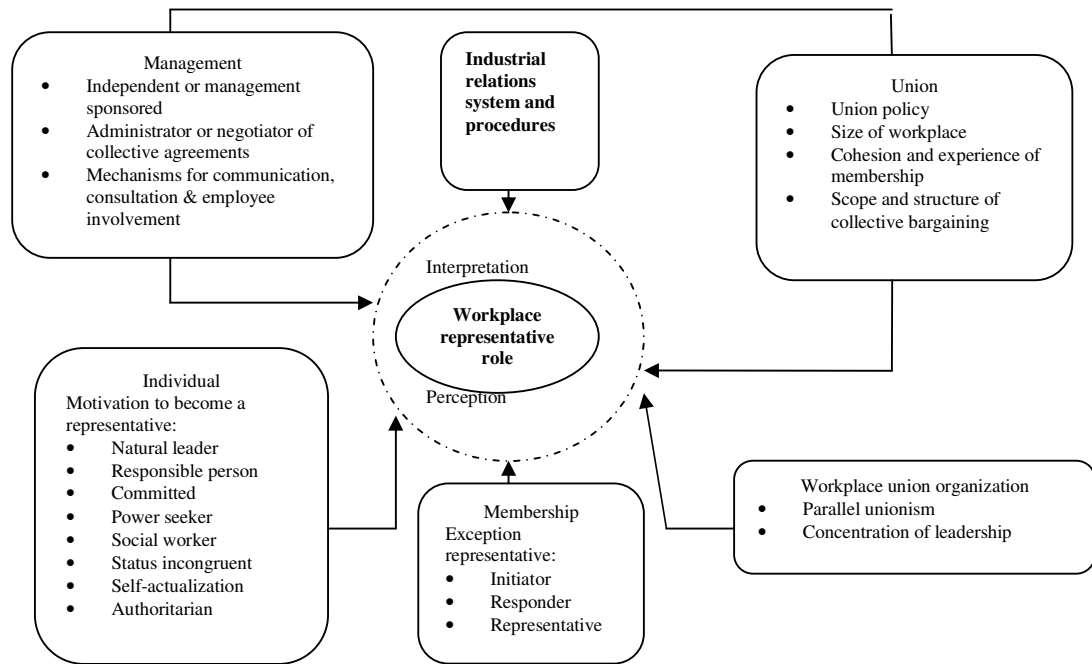 Management
• Independent or management
sponsored
• Administrator or negotiator of
collective agreements
• Mechanisms for communication,
consultation & employee
involvement
Industrial
relations
system and
procedures
Union
• Union policy
• Size of workplace
• Cohesion and experience of
membership
• Scope and structure of
collective bargaining
Interpretation
Workplace
representative
role
Perception
Individual
Motivation to become a
representative:
• Natural leader
• Responsible person
• Committed
• Power seeker
• Social worker
• Status incongruent
• Self-actualization
• Authoritarian
Membership
Exception
representative:
• Initiator
• Responder
• Representative
Workplace union organization
• Parallel unionism
• Concentration of leadership